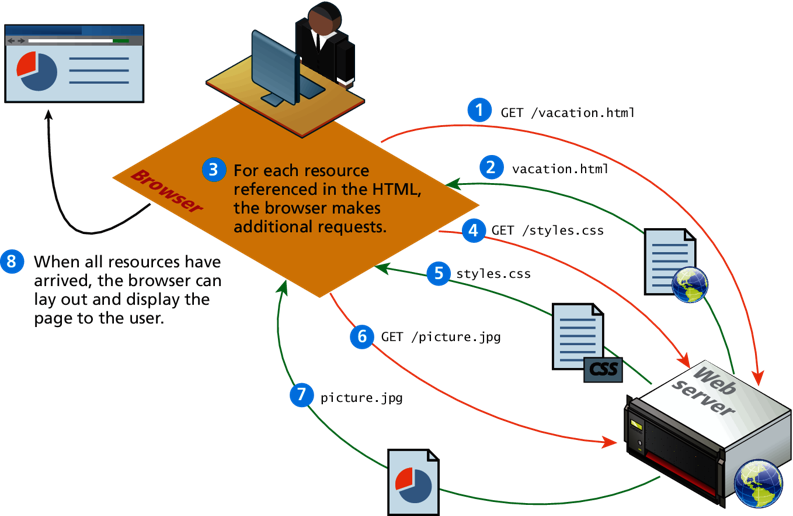 1 GET /vacation.html
2 vacation.html
3 For each resource
referenced in the HTML,
the browser makes
additional requests.
Browser
4 GET /styles.css
5 styles.css
8 When all resources have
arrived, the browser can
lay out and display the
page to the user.
6 GET /picture.jpg
CSS
Web
server
7 picture.jpg